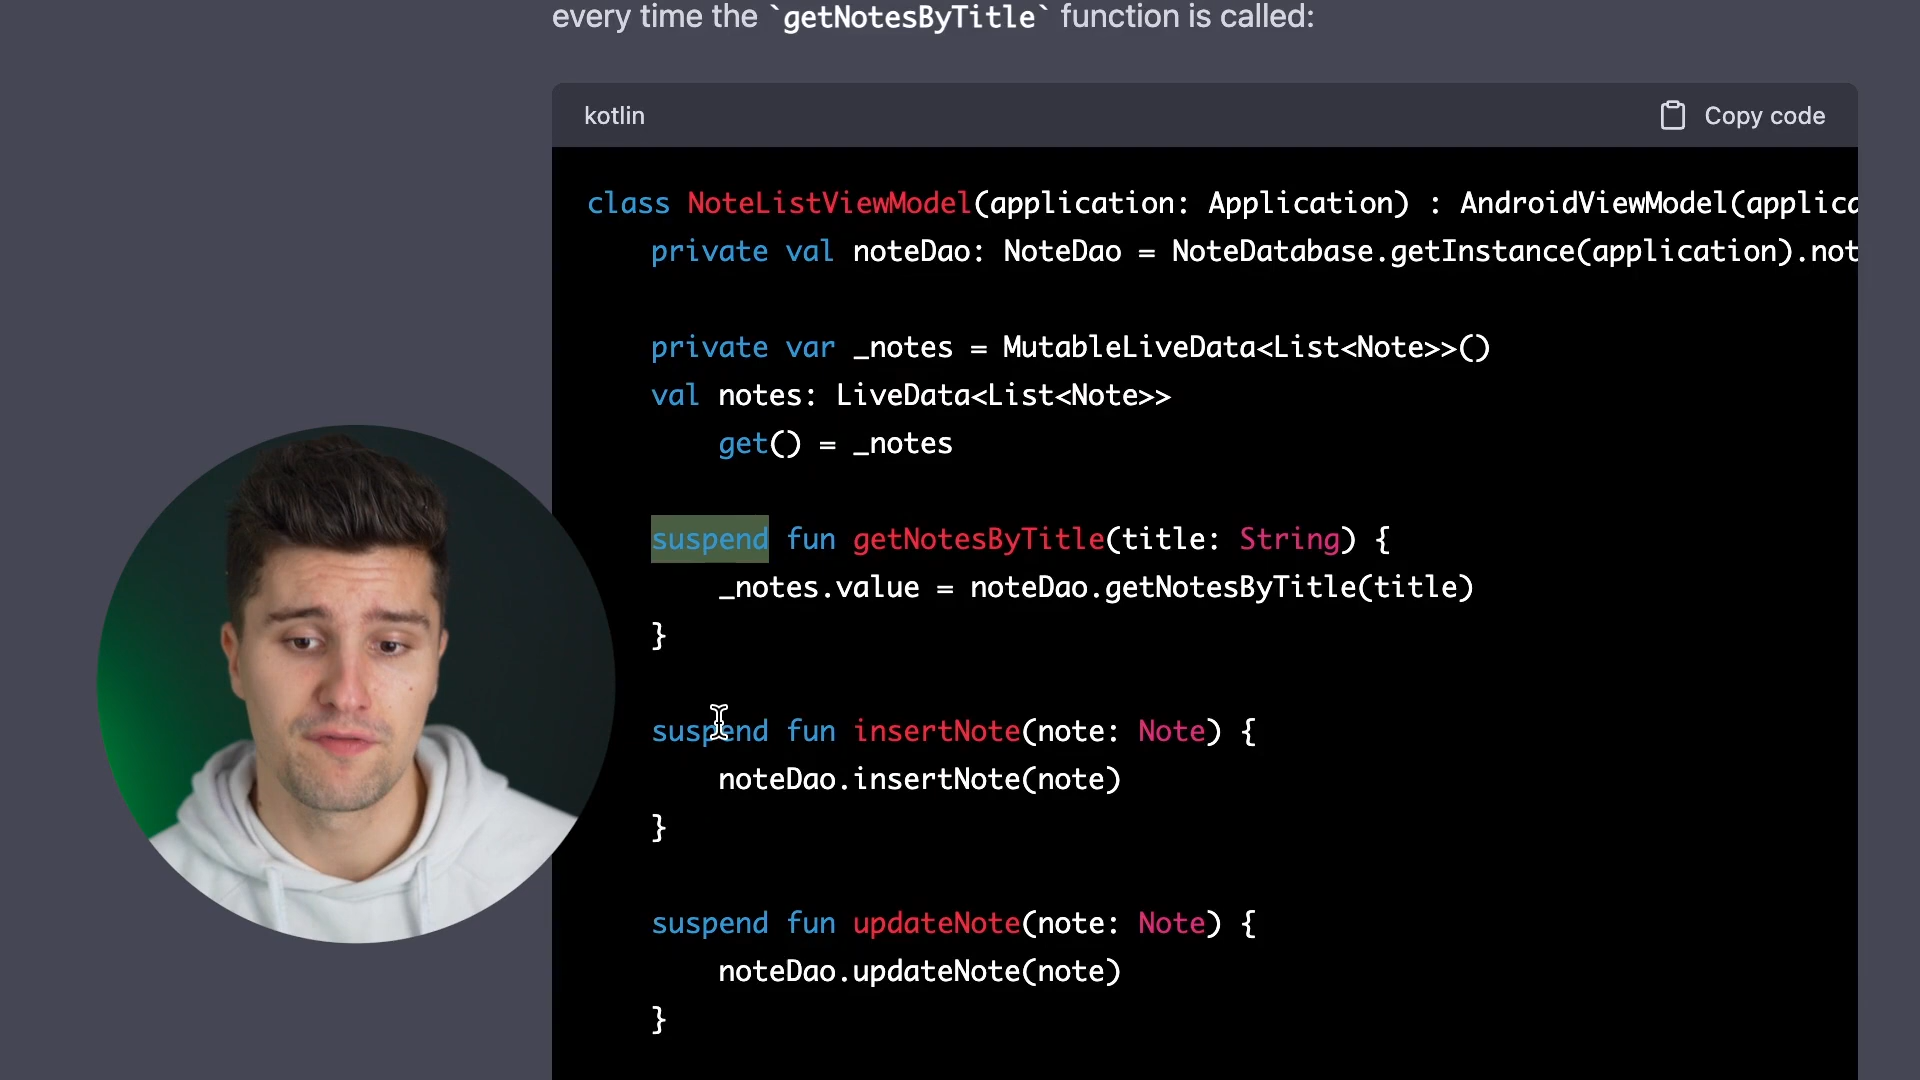 every time the `getNotesByTitle` function is called:
kotlin
Copy code
class NoteListViewModel(application: Application) : AndroidViewModel(applica
private val noteDao: NoteDao = NoteDatabase.getInstance(application).not
private var _notes = MutableLiveData<List<Note>>()
val notes: LiveData<List<Note>>
get() = _notes
suspend fun getNotesByTitle(title: String) {
_notes.value = noteDao.getNotesByTitle(title)
}
suspend fun insertNote(note: Note) {
noteDao.insertNote(note)
}
suspend fun updateNote(note: Note) {
noteDao.updateNote(note)
}